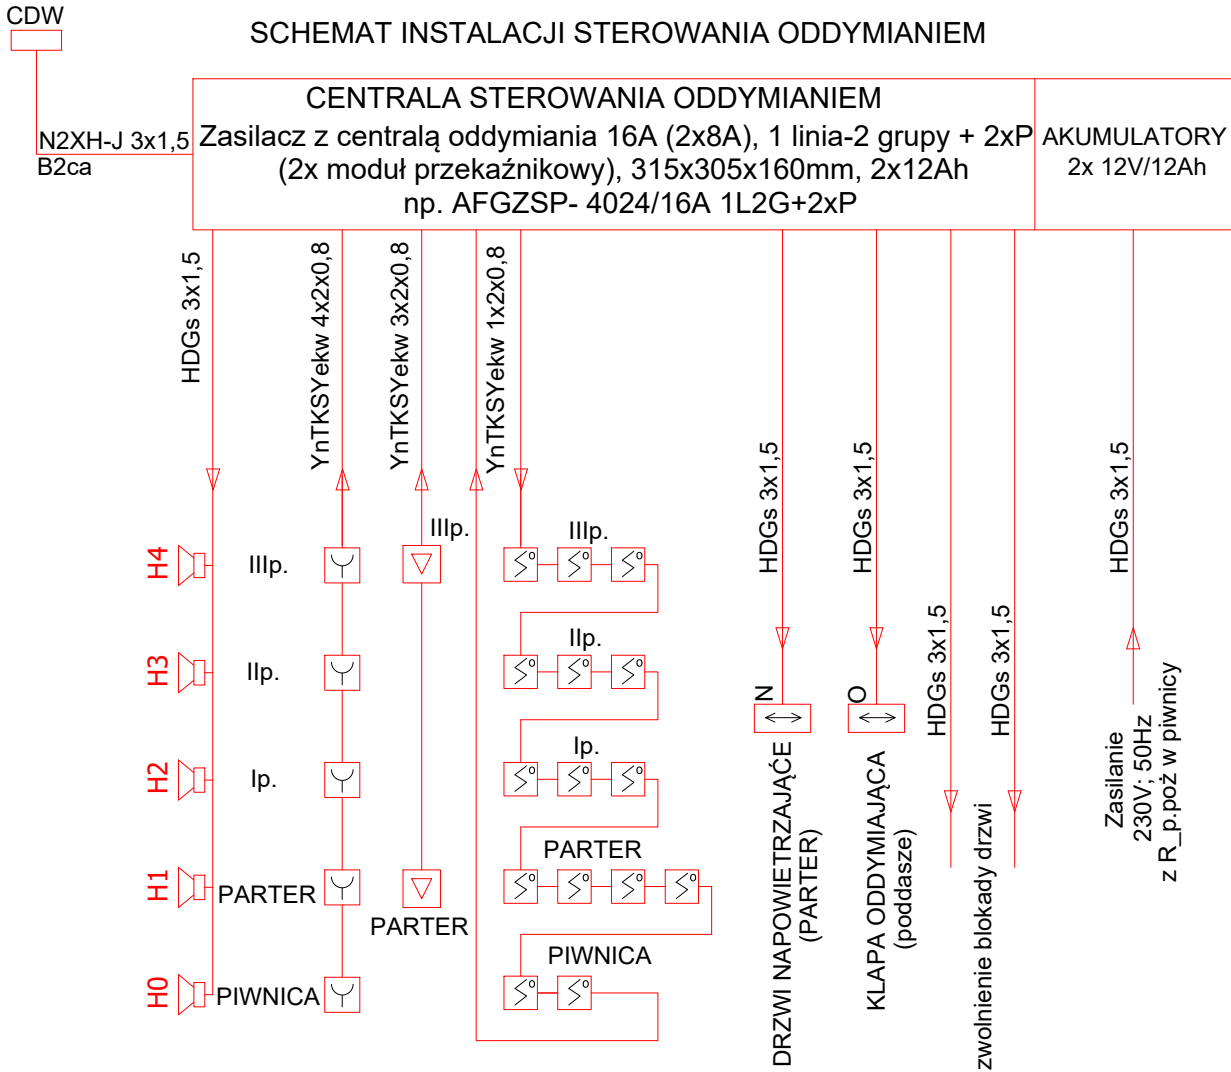 CDW
SCHEMAT INSTALACJI STEROWANIA ODDYMIANIEM
CENTRALA STEROWANIA ODDYMIANIEM
Zasilacz z centralą oddymiania 16A (2x8A), 1 linia-2 grupy + 2xP
(2x moduł przekaźnikowy), 315x305x160mm, 2x12Ah
np. AFGZSP- 4024/16A 1L2G+2xP
AKUMULATORY
2x 12V/12Ah
N2XH-J 3x1,5
B2ca
HDGs 3x1,5
YnTKSYekw 4x2x0,8
YnTKSYekw 3x2x0,8
YnTKSYekw 1x2x0,8
HDGs 3x1,5
HDGs 3x1,5
HDGs 3x1,5
HDGs 3x1,5
HDGs 3x1,5
H4
IIIp.
IIIp.
IIIp.
H3
IIp.
IIp.
H2
Ip.
Ip.
H1
PARTER
PARTER
PARTER
H0
PIWNICA
PIWNICA
N
DRZWI NAPOWIETRZAJĄĆE
(PARTER)
O
KLAPA ODDYMIAJĄCA
(poddasze)
zwolnienie blokady drzwi
Zasilanie
230V; 50Hz
z R_p.poż w piwnicy